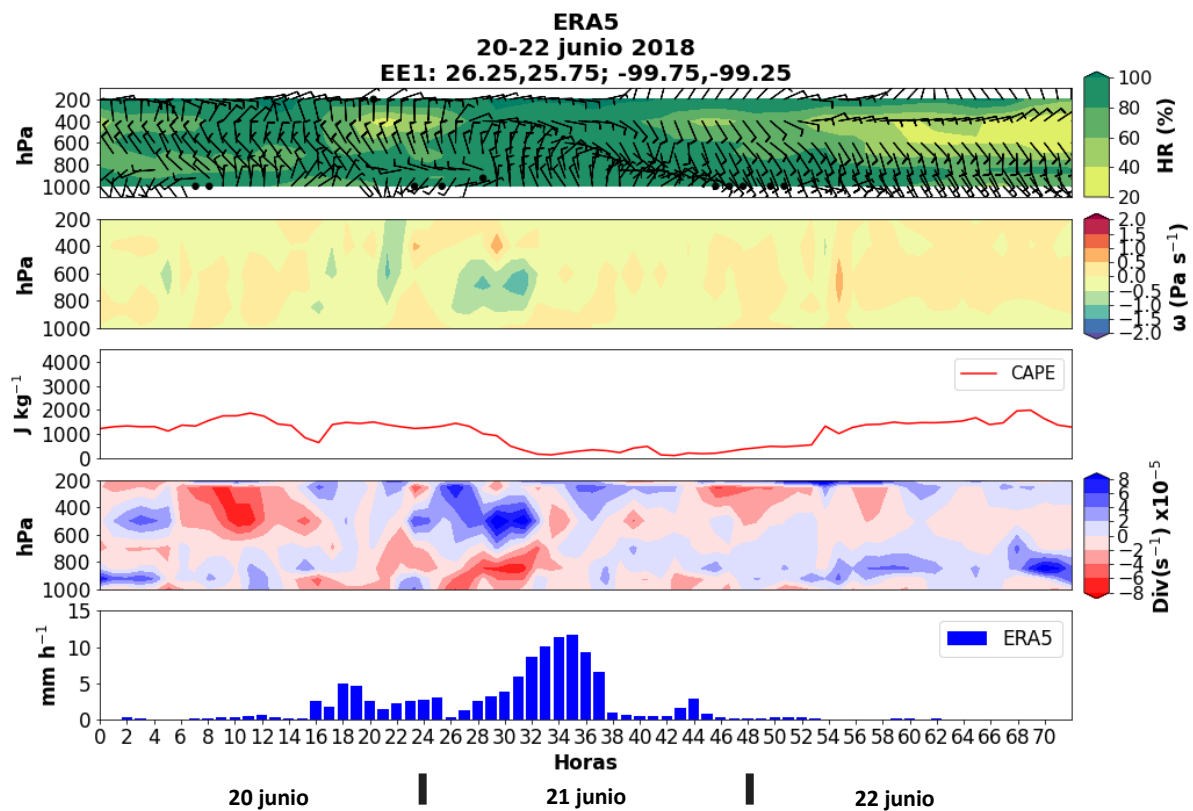 ERA5
20-22 junio 2018
EE1: 26.25,25.75; -99.75,-99.25
200
400
600
800
1000
hPa
100
80
60
40
20
HR (%)
200
400
600
800
1000
hPa
2.0
1.5
1.0
0.5
0.0
−0.5
−1.0
−1.5
−2.0
ω (Pa s⁻¹)
4000
3000
2000
1000
0
J kg⁻¹
CAPE
200
400
600
800
1000
hPa
8
6
4
2
0
−2
−4
−6
−8
Div(s⁻¹) x10⁻⁵
15
10
5
0
mm h⁻¹
ERA5
0 2 4 6 8 10 12 14 16 18 20 22 24 26 28 30 32 34 36 38 40 42 44 46 48 50 52 54 56 58 60 62 64 66 68 70
Horas
20 junio 21 junio 22 junio